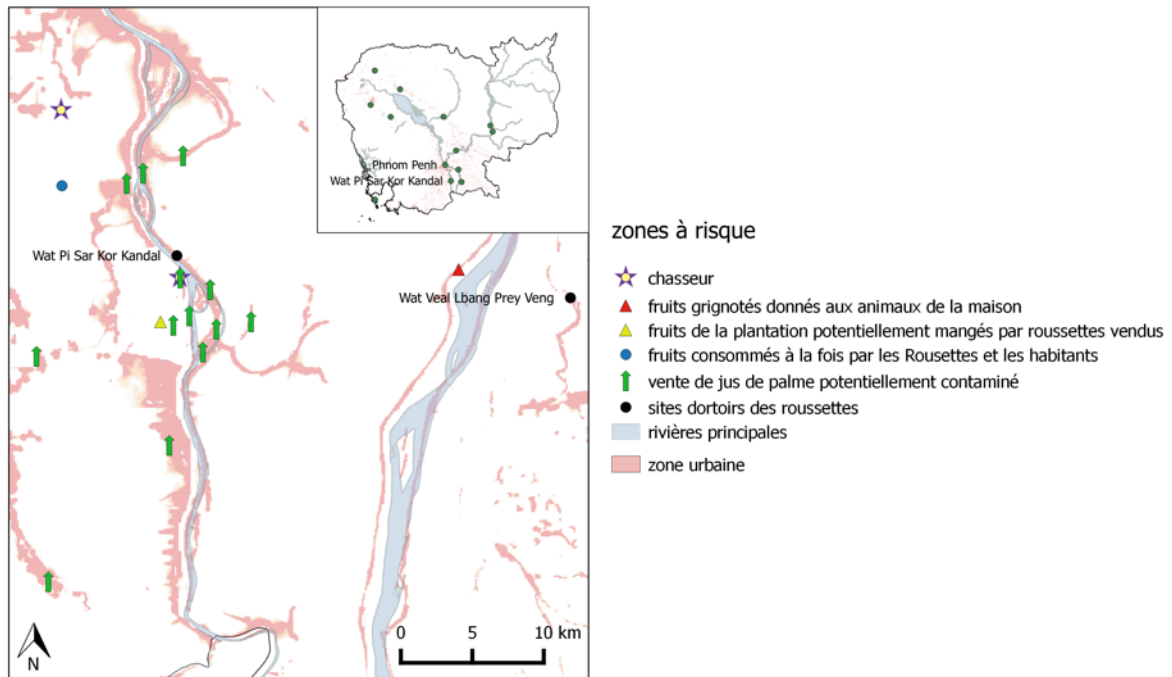 Phnom Penh
Wat Pi Sar Kor Kandal
Wat Pi Sar Kor Kandal
Wat Veal Lbang Prey Veng
N
0 5 10 km
zones à risque
chasseur
fruits grignotés donnés aux animaux de la maison
fruits de la plantation potentiellement mangés par roussettes vendus
fruits consommés à la fois par les Rousettes et les habitants
vente de jus de palme potentiellement contaminé
sites dortoirs des roussettes
rivières principales
zone urbaine